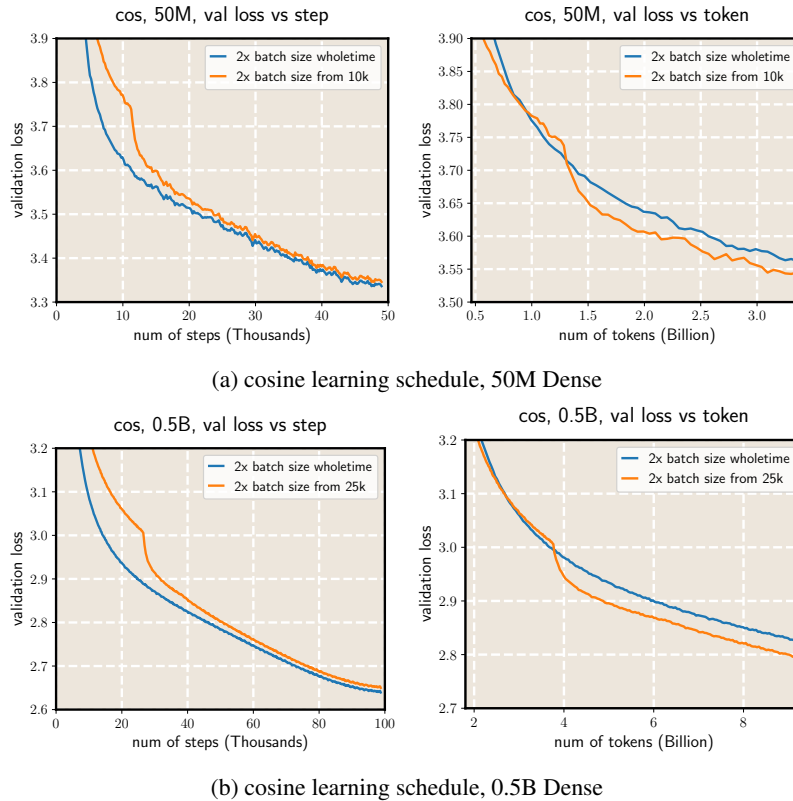 cos, 50M, val loss vs step
3.9
3.8
3.7
3.6
3.5
3.4
3.3
validation loss
2x batch size wholetime
2x batch size from 10k
0 10 20 30 40 50
num of steps (Thousands)
cos, 50M, val loss vs token
3.90
3.85
3.80
3.75
3.70
3.65
3.60
3.55
3.50
validation loss
2x batch size wholetime
2x batch size from 10k
0.5 1.0 1.5 2.0 2.5 3.0
num of tokens (Billion)
(a) cosine learning schedule, 50M Dense
cos, 0.5B, val loss vs step
3.2
3.1
3.0
2.9
2.8
2.7
2.6
validation loss
2x batch size wholetime
2x batch size from 25k
0 20 40 60 80 100
num of steps (Thousands)
cos, 0.5B, val loss vs token
3.2
3.1
3.0
2.9
2.8
2.7
validation loss
2x batch size wholetime
2x batch size from 25k
2 4 6 8
num of tokens (Billion)
(b) cosine learning schedule, 0.5B Dense